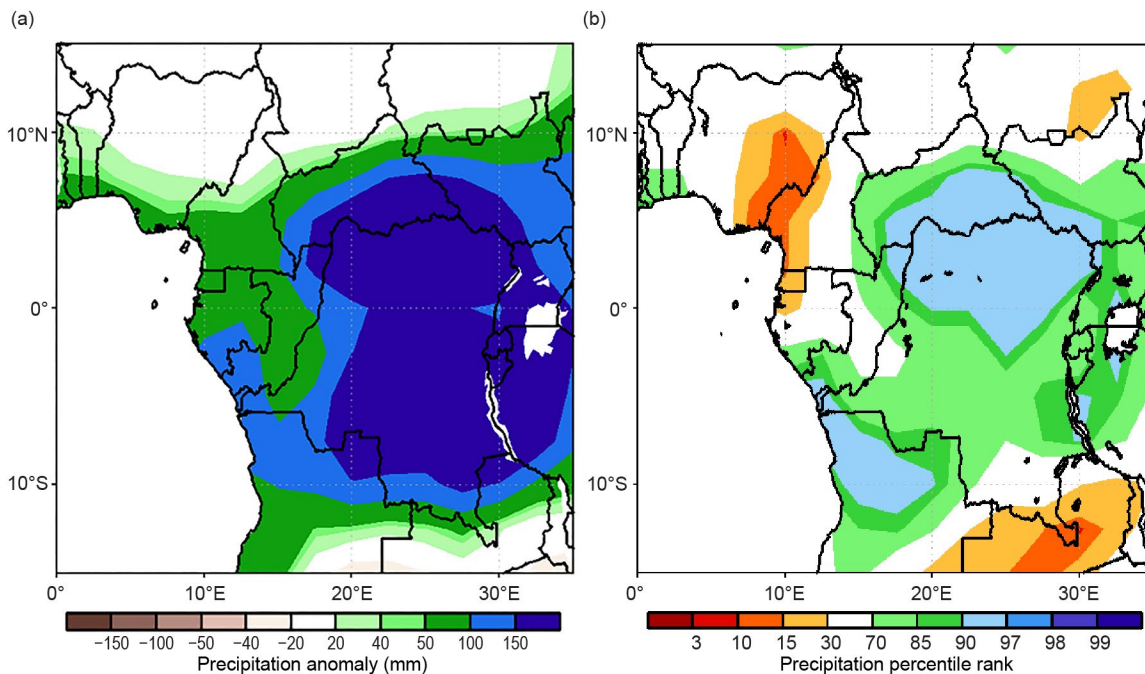 (a)
(b)
10°N
0°
10°S
0°
10°E
20°E
30°E
−150 −100 −50 −40 −20 20 40 50 100 150
Precipitation anomaly (mm)
10°N
0°
10°S
0°
10°E
20°E
30°E
3 10 15 30 70 85 90 97 98 99
Precipitation percentile rank